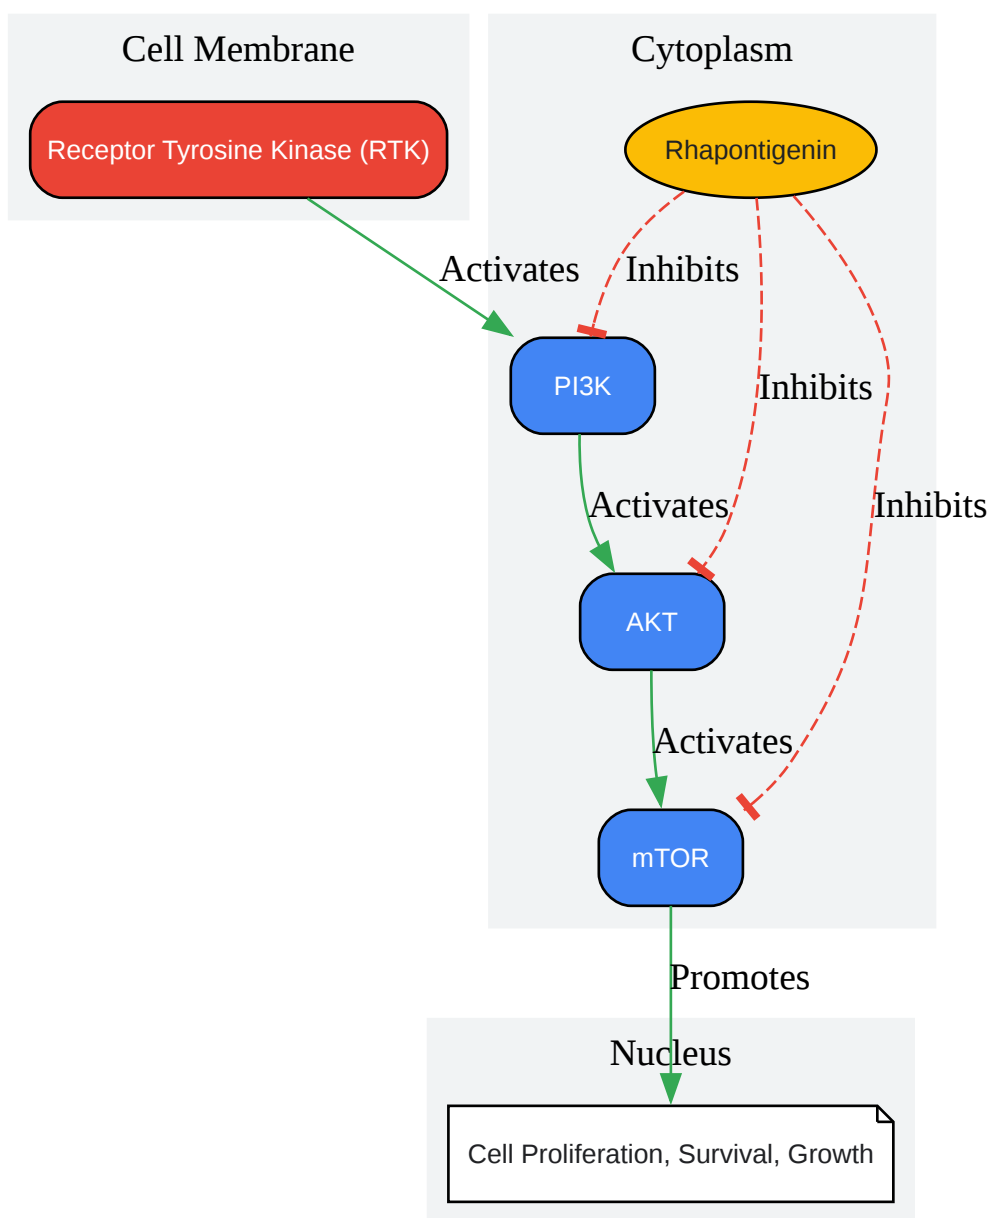 Cell Membrane
Cytoplasm
Receptor Tyrosine Kinase (RTK)
Rhapontigenin
Activates
Inhibits
PI3K
Inhibits
Activates
Inhibits
AKT
Activates
mTOR
Promotes
Nucleus
Cell Proliferation, Survival, Growth